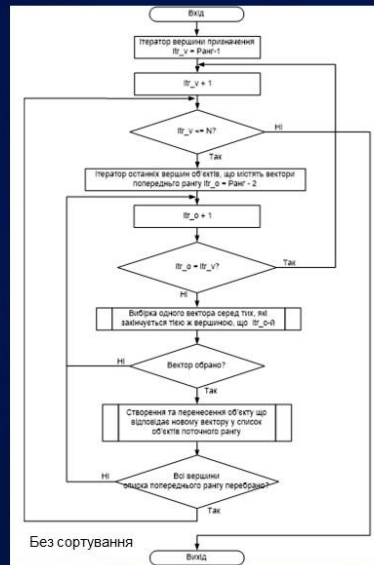 Вхід
Ітератор вершини призначення
Itr_v = Ранг-1
Itr_v + 1
Itr_v <= N?
Ні
Так
Ітератор останніх вершин об'єктів, що містять вектори
попереднього рангу Itr_o = Ранг - 2
Itr_o + 1
Itr_o = Itr_v?
Так
Ні
Вибірка одного вектора серед тих, які
закінчується тією ж вершиною, що Itr_o-й
Ні
Вектор обрано?
Так
Створення та перенесення об'єкту що
відповідає новому вектору у список
об'єктів поточного рангу
Ні
Всі вершини
списка попереднього рангу перебрано?
Так
Без сортування
Вихід